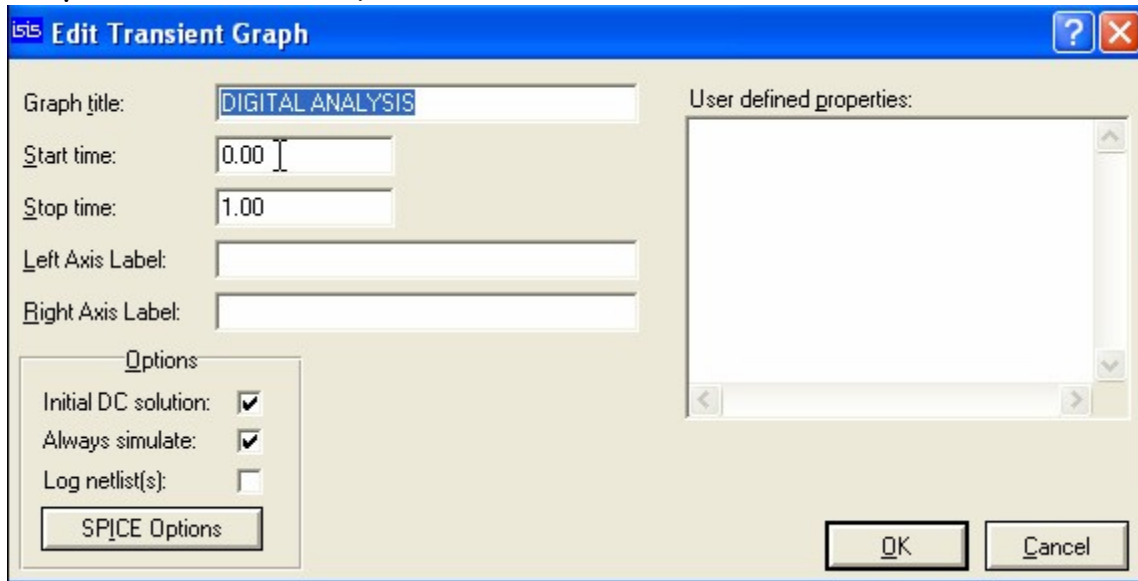 isis Edit Transient Graph
Graph title:
DIGITAL ANALYSIS
User defined properties:
Start time:
0.00
Stop time:
1.00
Left Axis Label:
Right Axis Label:
Options
Initial DC solution:
Always simulate:
Log netlist(s):
SPICE Options
OK
Cancel